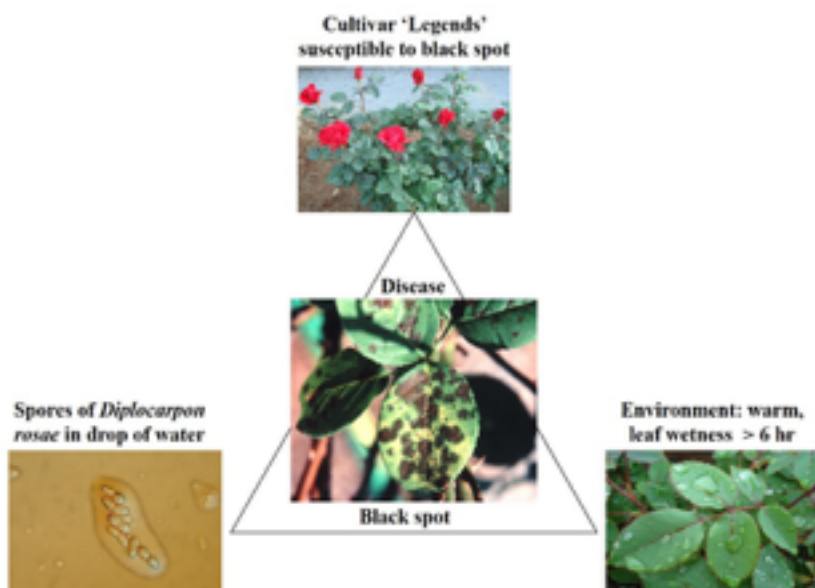 Cultivar ‘Legends’
susceptible to black spot
Disease
Spores of Diplocarpon
rosae in drop of water
Environment: warm,
leaf wetness > 6 hr
Black spot